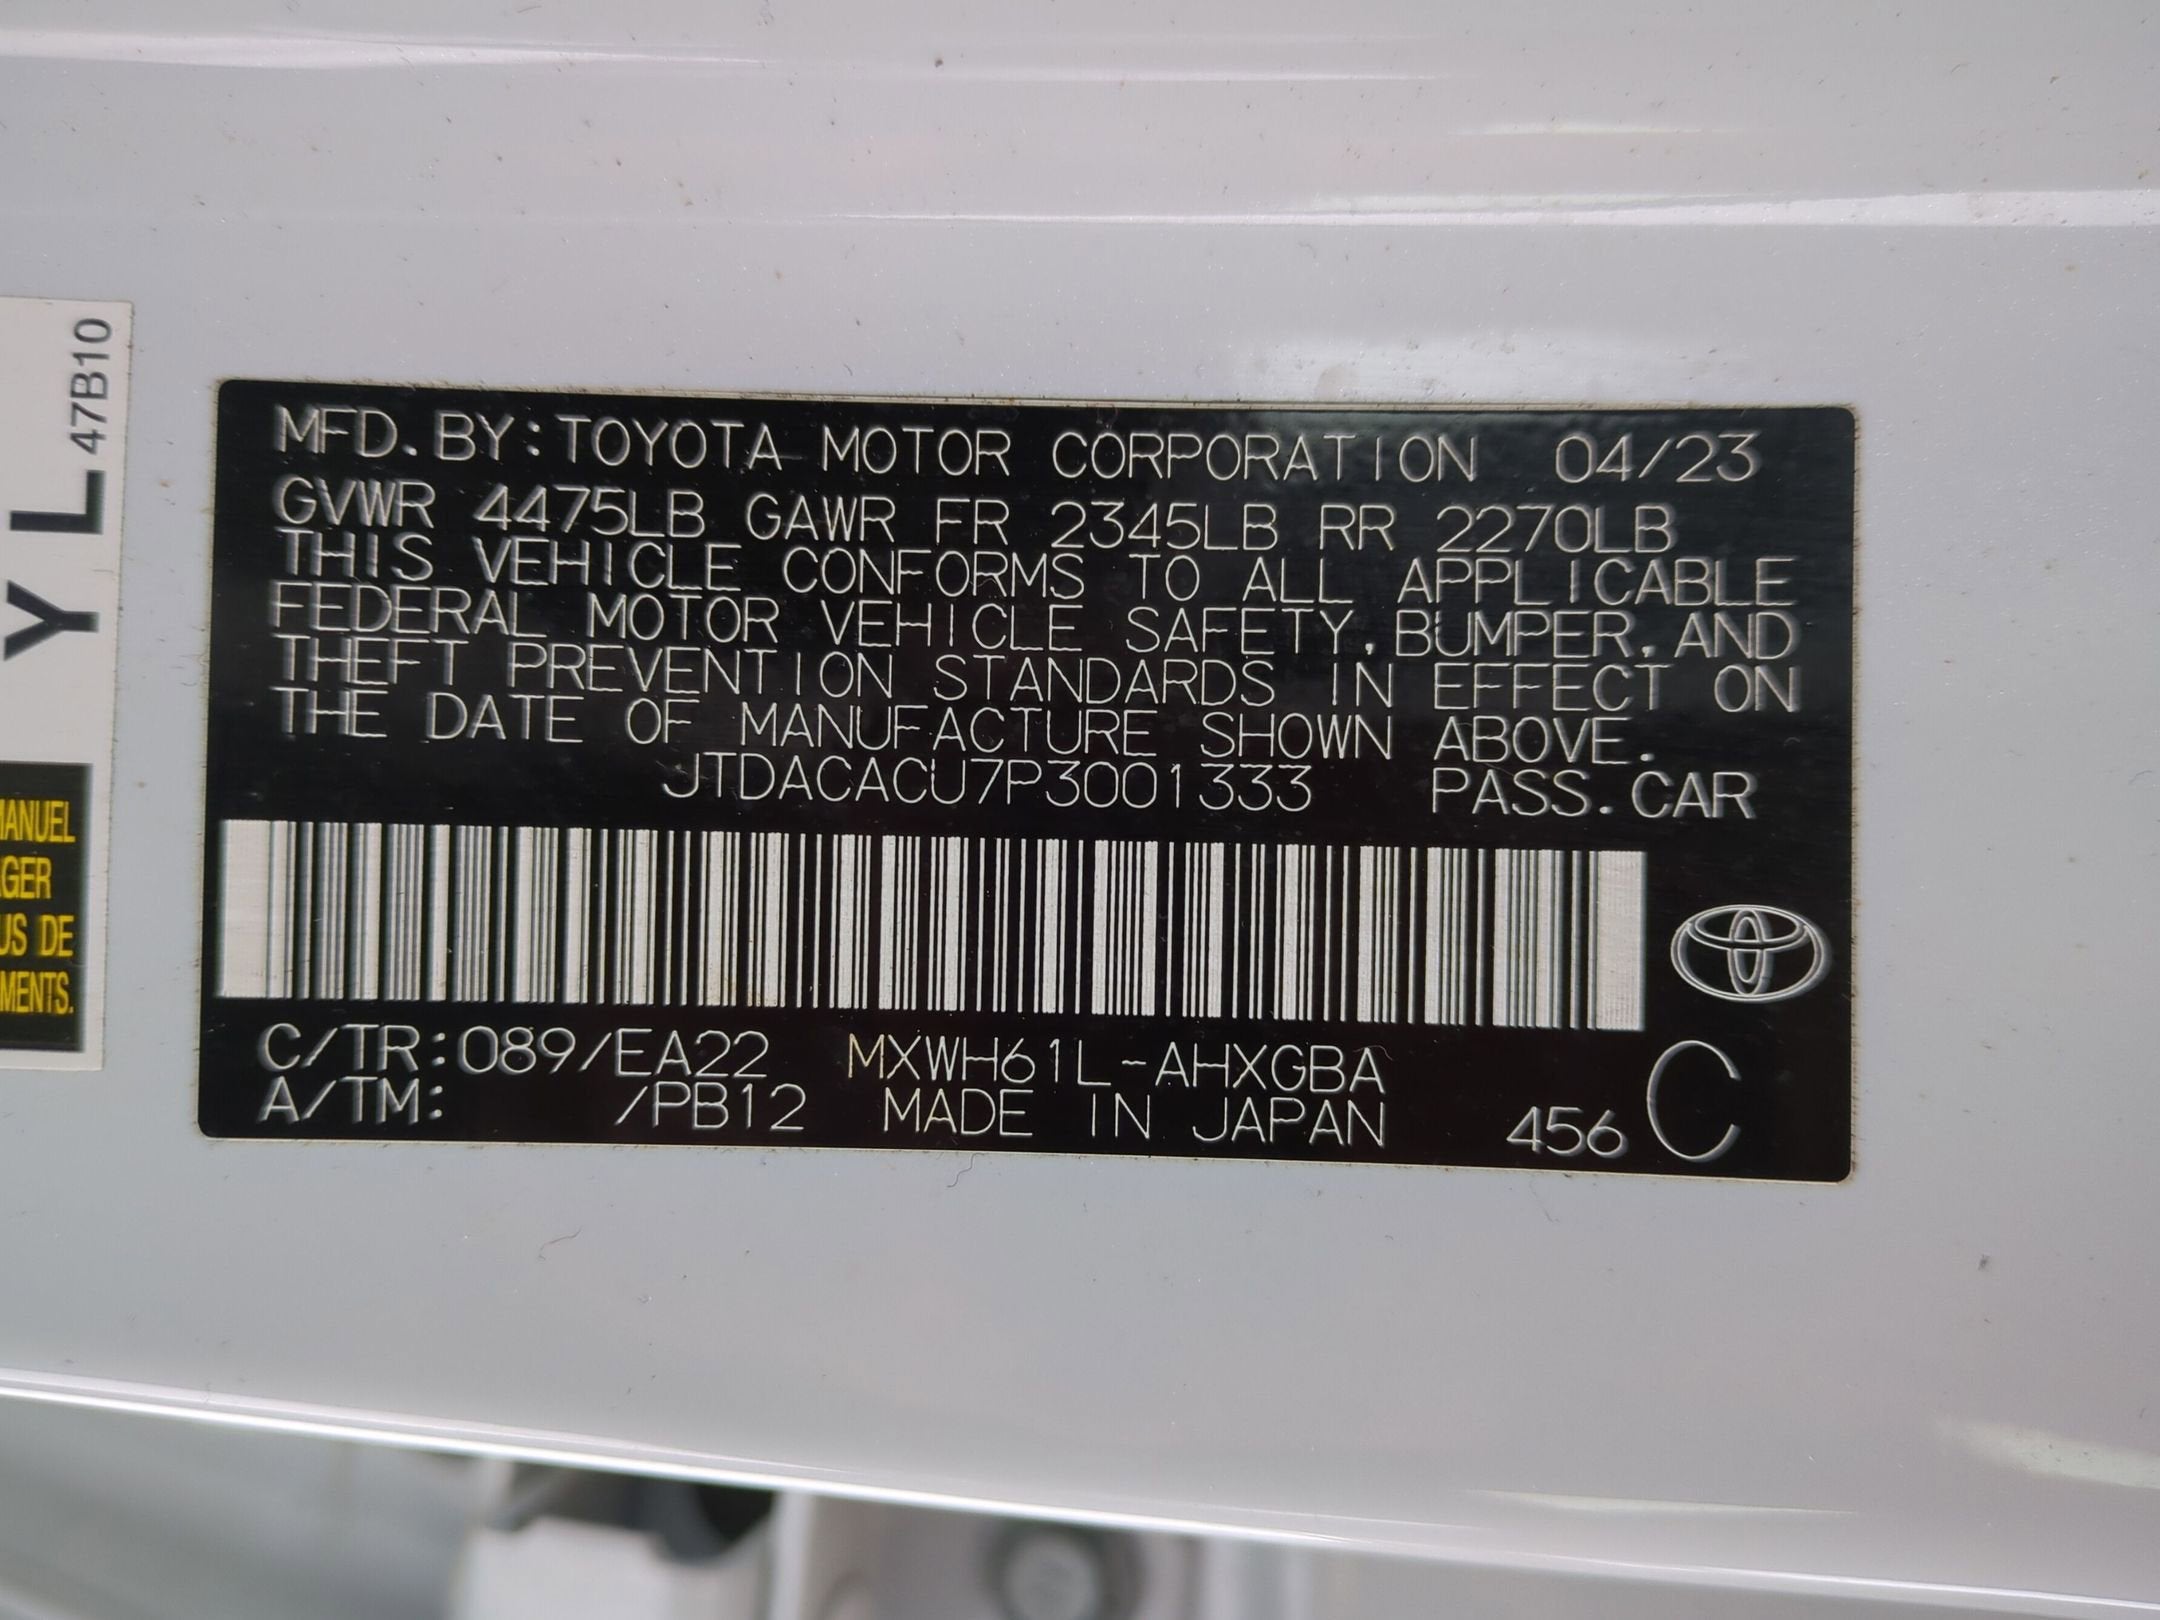 YL 47B10
MANUEL
GER
US DE
MENTS.
MFD. BY: TOYOTA MOTOR CORPORATION 04/23
GVWR 4475LB GAWR FR 2345LB RR 2270LB
THIS VEHICLE CONFORMS TO ALL APPLICABLE
FEDERAL MOTOR VEHICLE SAFETY, BUMPER, AND
THEFT PREVENTION STANDARDS IN EFFECT ON
THE DATE OF MANUFACTURE SHOWN ABOVE.
JTDACACU7P3001333 PASS. CAR
C/TR: 089/EA22 MXWH61L-AHXGBA
A/TM: /PB12 MADE IN JAPAN 456 C